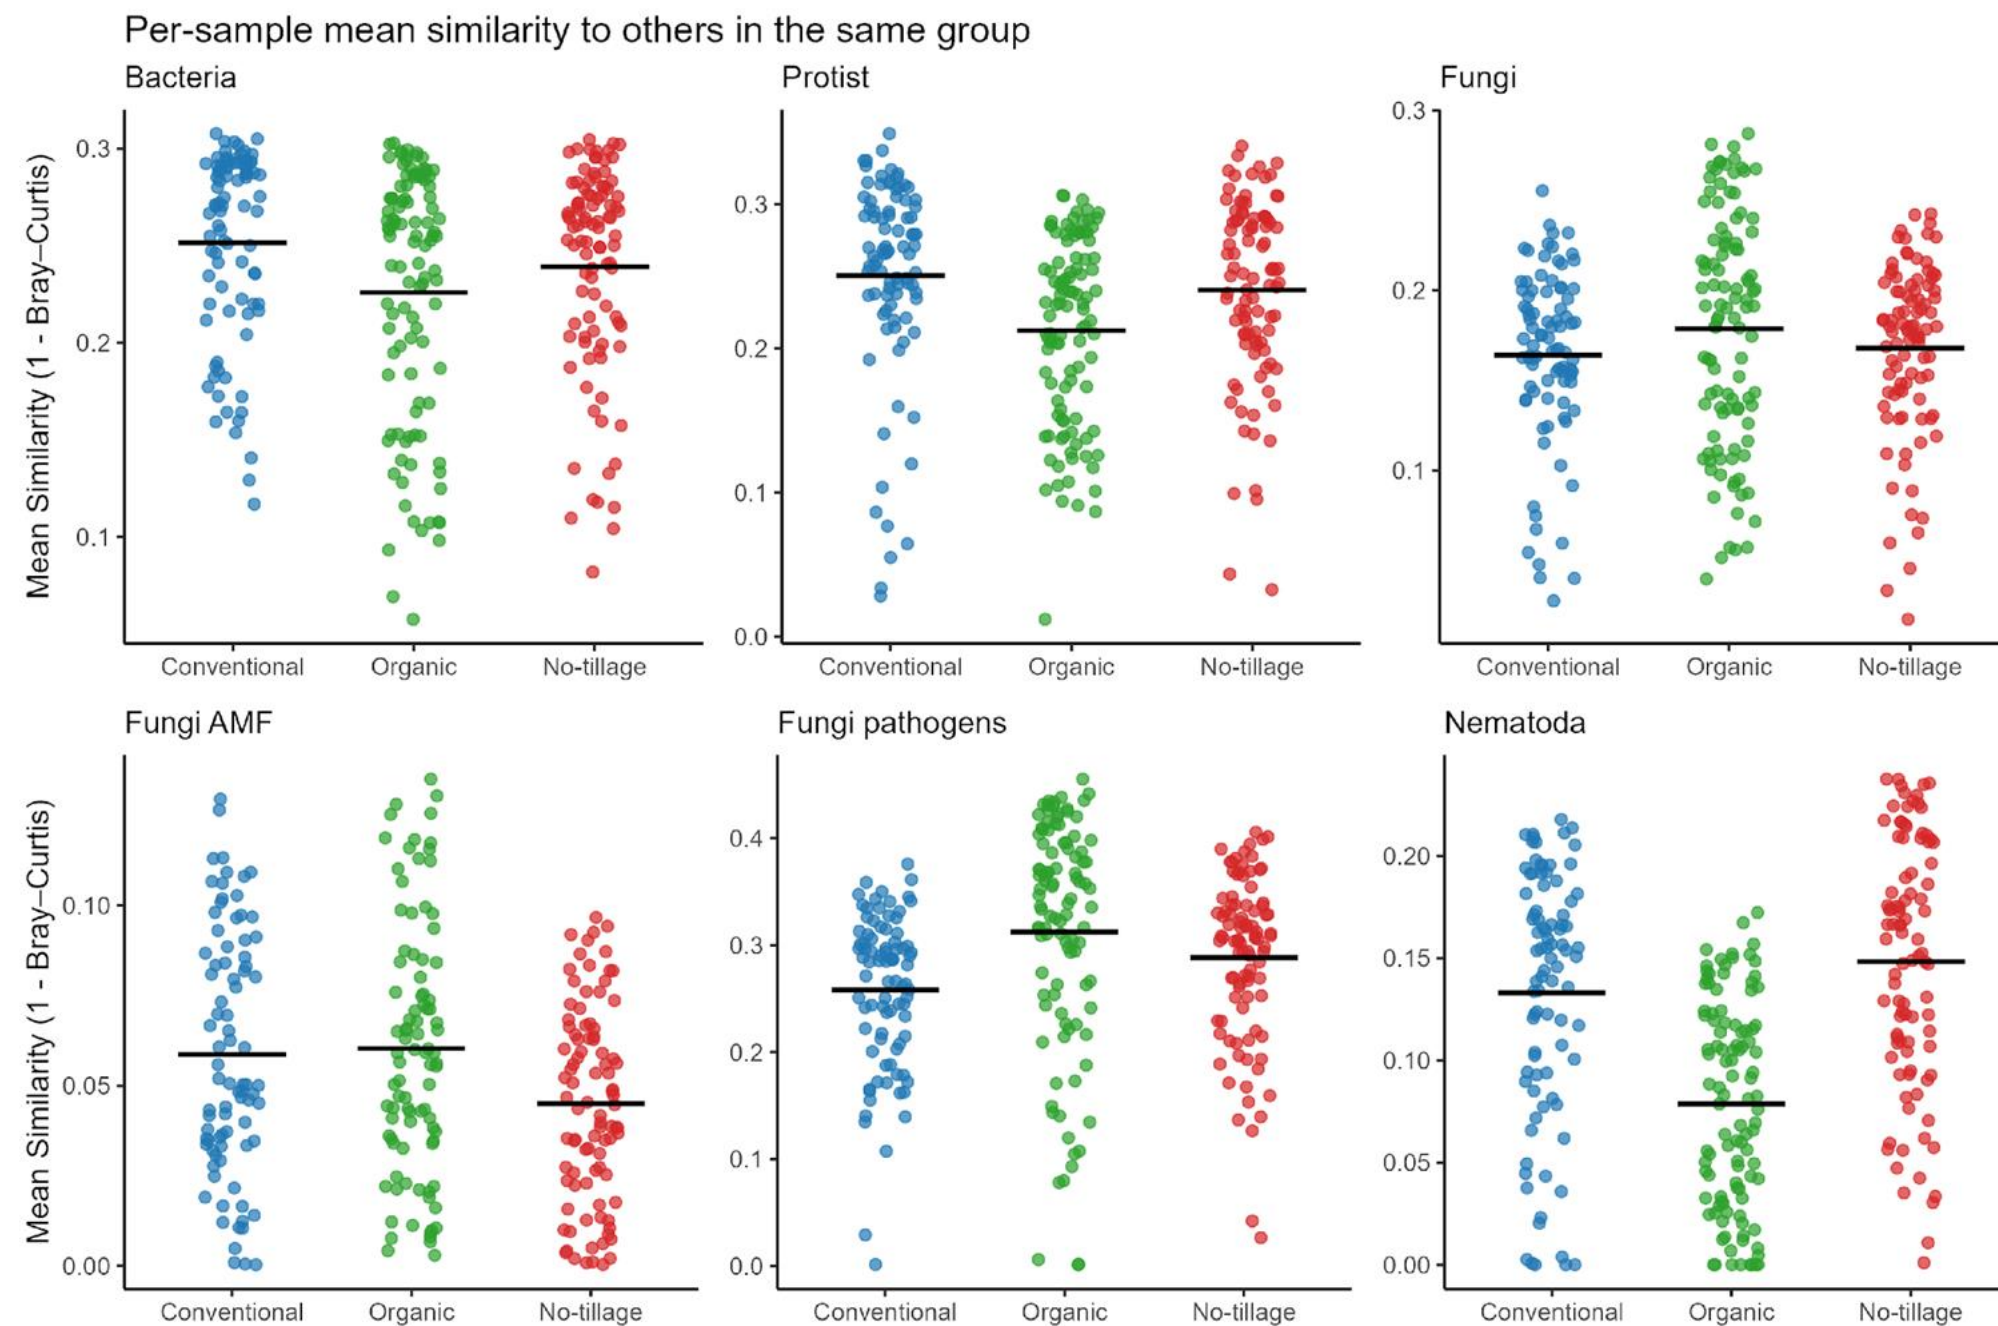 Per-sample mean similarity to others in the same group
Bacteria
Protist
Fungi
Mean Similarity (1 - Bray–Curtis)
0.3
0.2
0.1
Conventional
Organic
No-tillage
0.3
0.2
0.1
0.0
Conventional
Organic
No-tillage
0.3
0.2
0.1
Conventional
Organic
No-tillage
Fungi AMF
Fungi pathogens
Nematoda
Mean Similarity (1 - Bray–Curtis)
0.10
0.05
0.00
Conventional
Organic
No-tillage
0.4
0.3
0.2
0.1
0.0
Conventional
Organic
No-tillage
0.20
0.15
0.10
0.05
0.00
Conventional
Organic
No-tillage